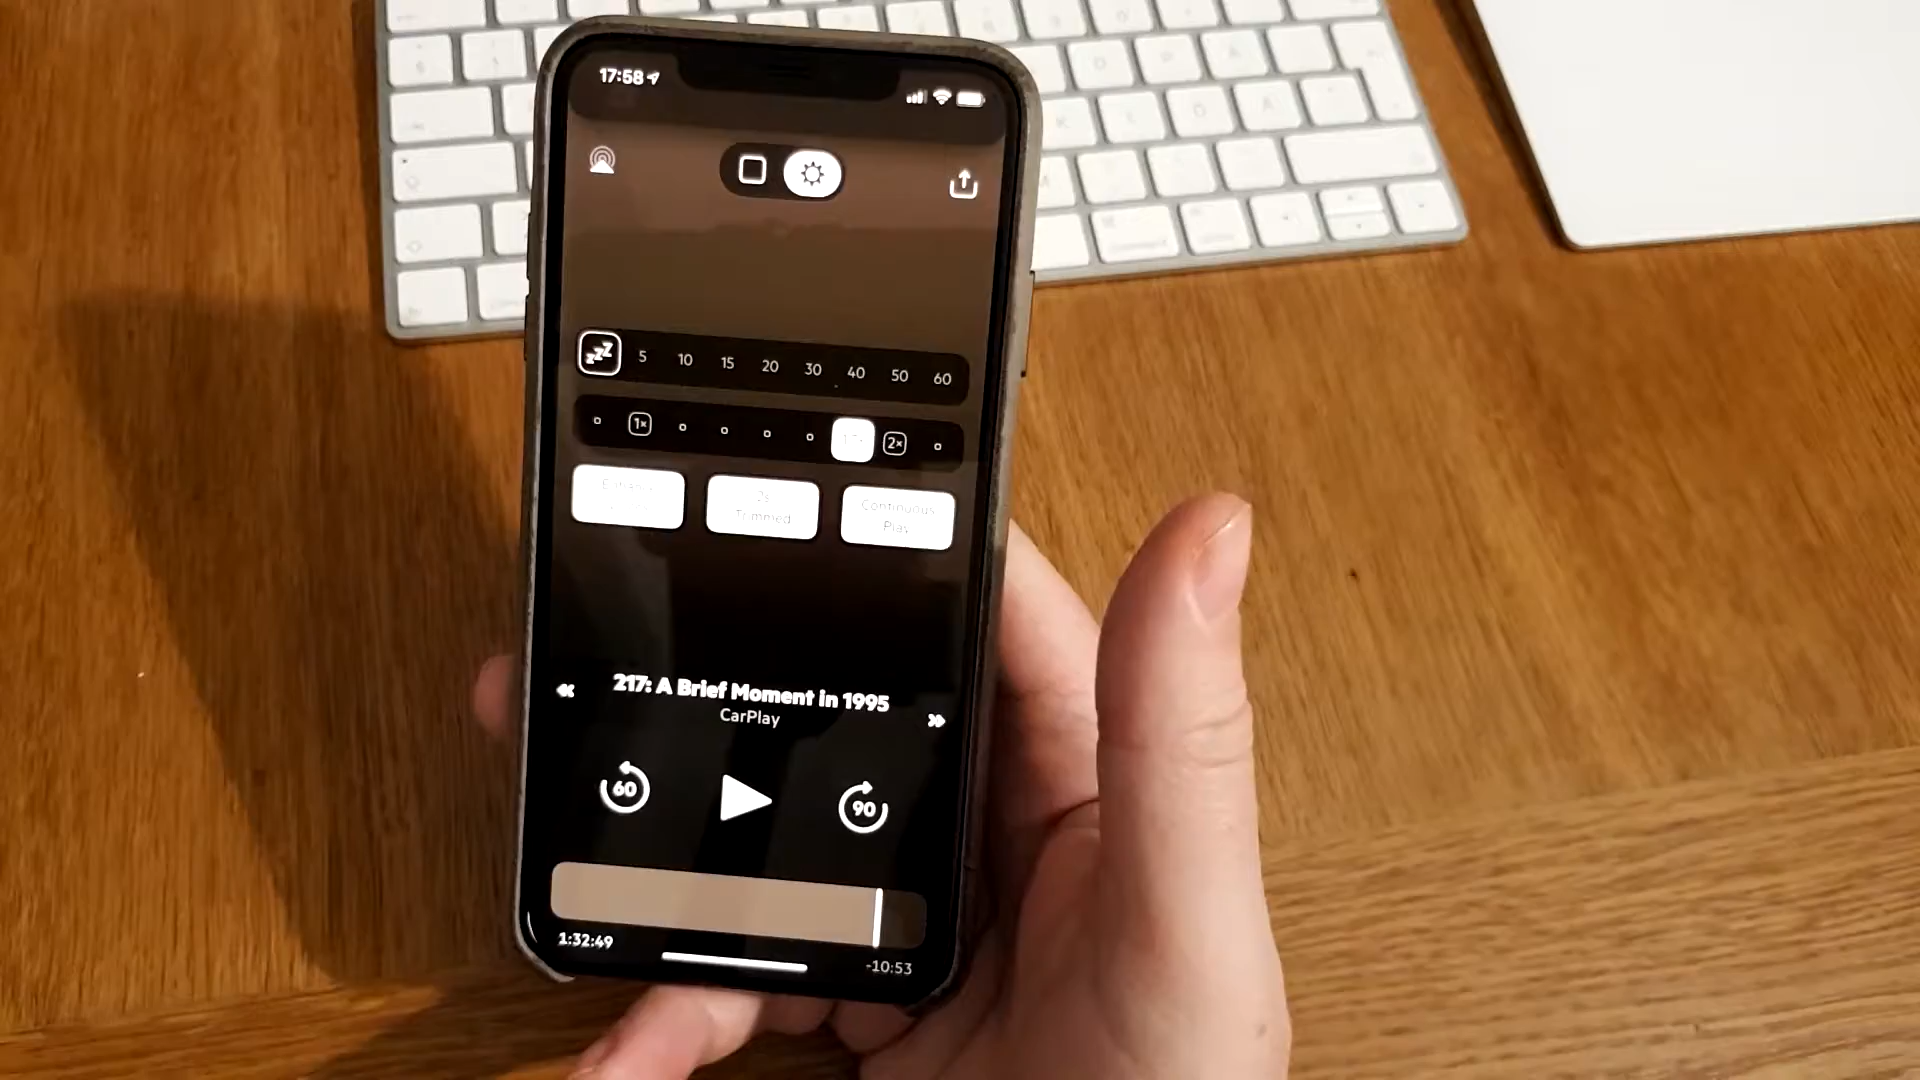 17:58
5 10 15 20 30 40 50 60
1× 2×
2s
Trimmed
Continuous
Play
217: A Brief Moment in 1995
CarPlay
60 90
1:32:49
-10:53